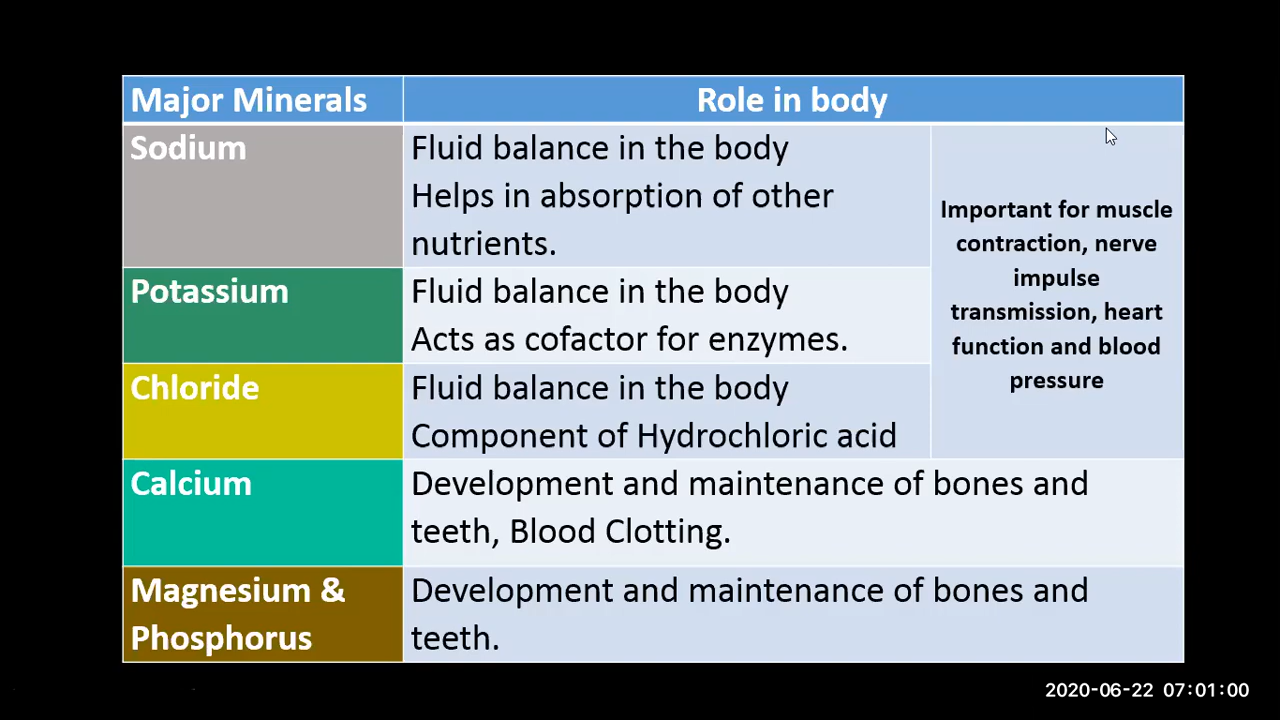 Major Minerals
Role in body
Sodium
Fluid balance in the body
Helps in absorption of other
nutrients.
Important for muscle
contraction, nerve
impulse
transmission, heart
function and blood
pressure
Potassium
Fluid balance in the body
Acts as cofactor for enzymes.
Chloride
Fluid balance in the body
Component of Hydrochloric acid
Calcium
Development and maintenance of bones and
teeth, Blood Clotting.
Magnesium &
Phosphorus
Development and maintenance of bones and
teeth.
2020-06-22 07:01:00